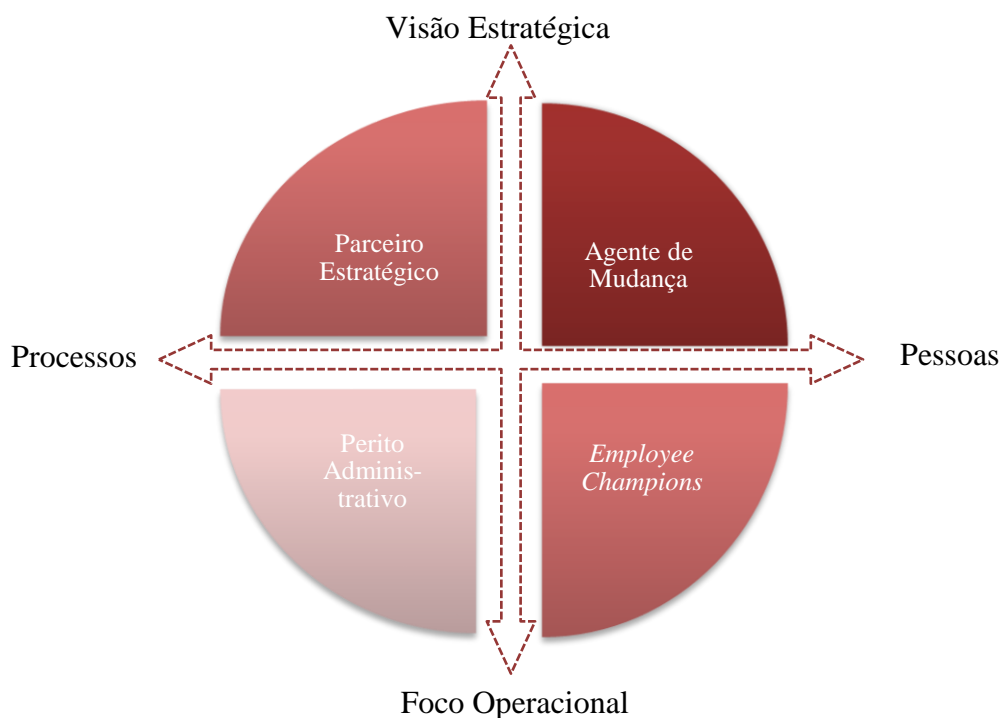 Visão Estratégica
Parceiro
Estratégico
Agente de
Mudança
Processos
Pessoas
Perito
Adminis-
trativo
Employee
Champions
Foco Operacional